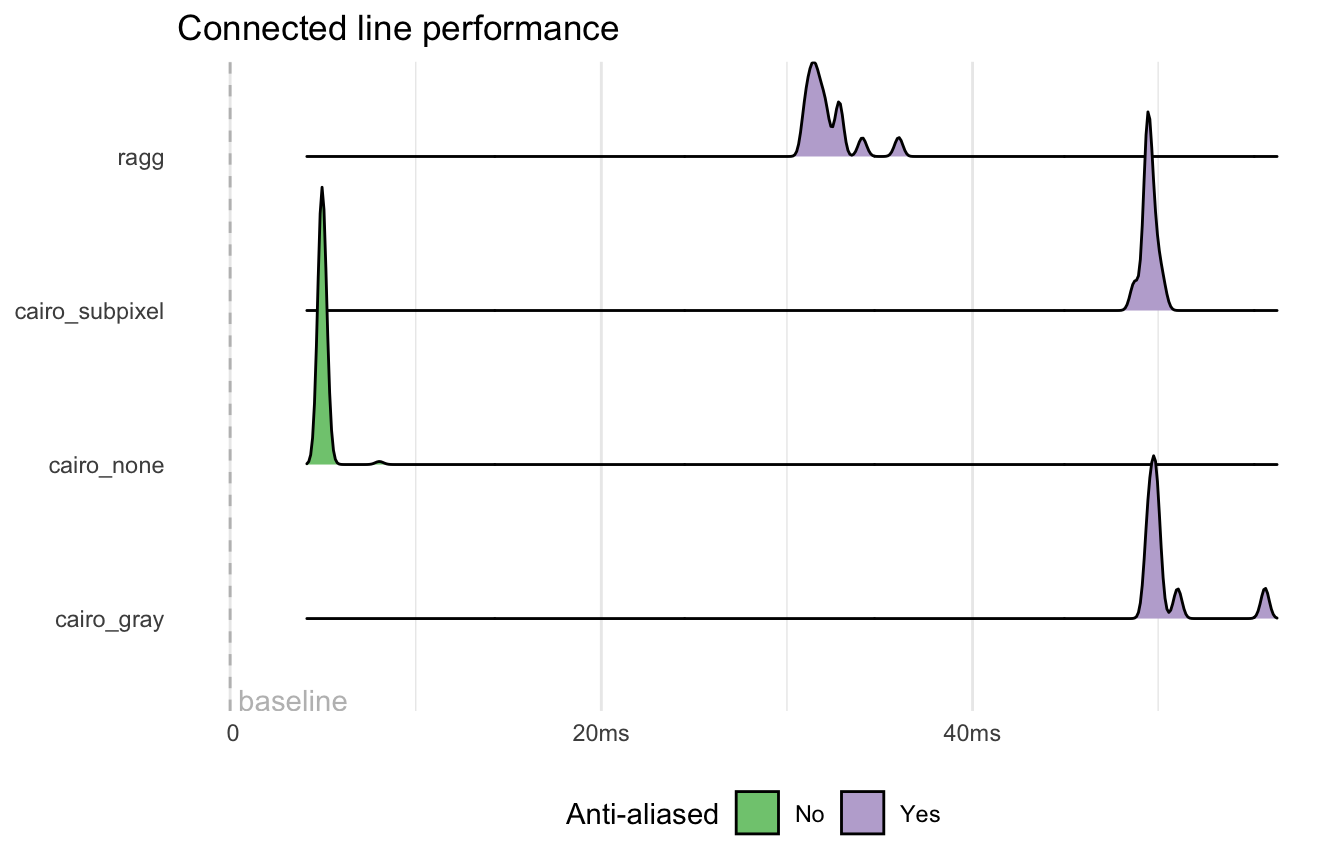 Connected line performance
ragg
cairo_subpixel
cairo_none
cairo_gray
baseline
0 20ms 40ms
Anti-aliased No Yes